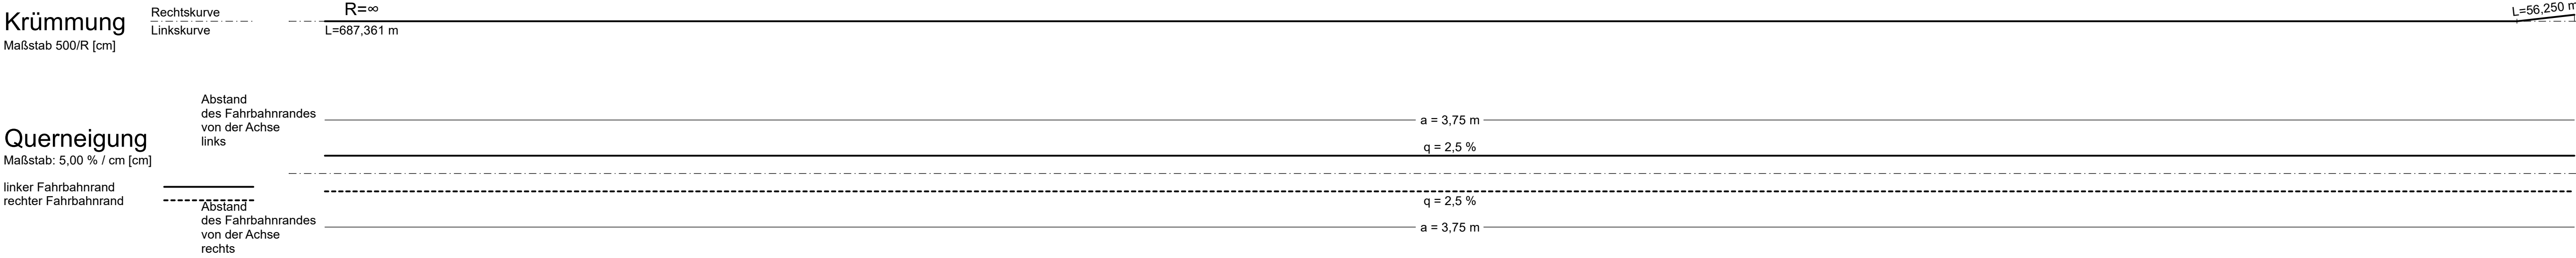 Krümmung
Maßstab 500/R [cm]
Rechtskurve
Linkskurve
R=∞
L=687,361 m
L=56,250 m
Abstand
des Fahrbahnrandes
von der Achse
links
a = 3,75 m
Querneigung
Maßstab: 5,00 % / cm [cm]
q = 2,5 %
linker Fahrbahnrand
rechter Fahrbahnrand
q = 2,5 %
Abstand
des Fahrbahnrandes
von der Achse
rechts
a = 3,75 m